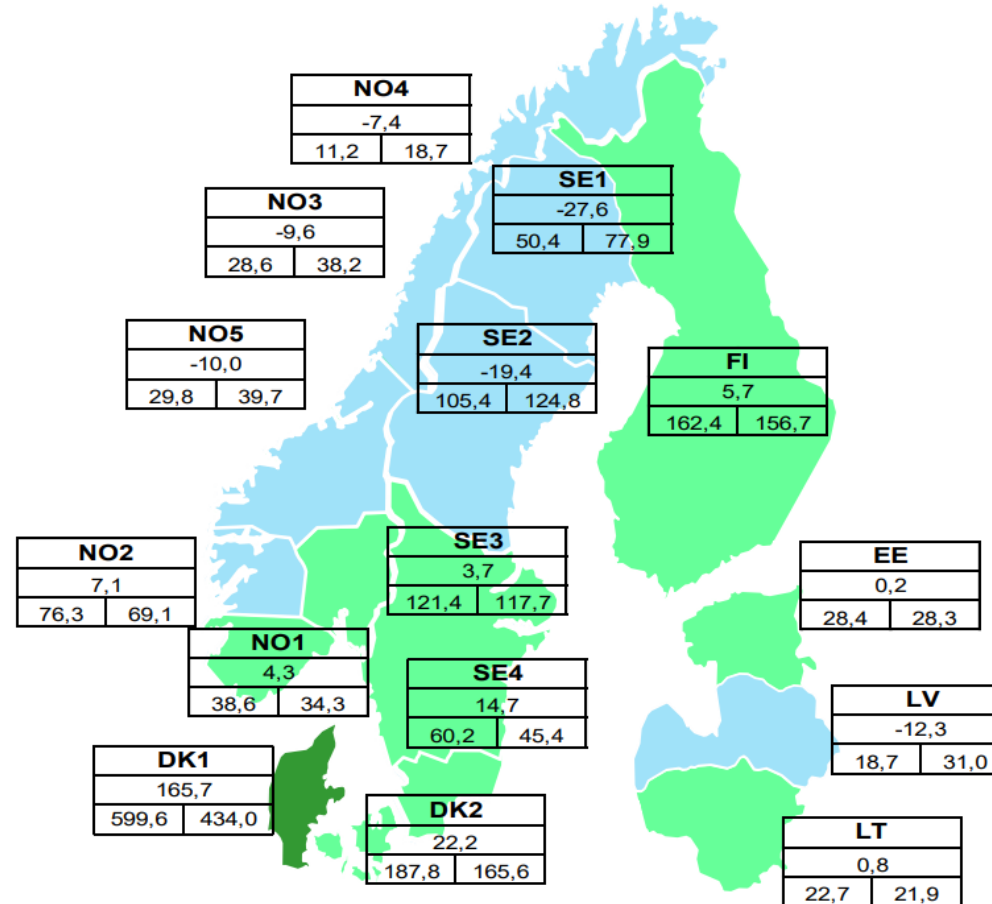 NO4
-7,4
11,2 18,7
SE1
-27,6
50,4 77,9
NO3
-9,6
28,6 38,2
NO5
-10,0
29,8 39,7
SE2
-19,4
105,4 124,8
FI
5,7
162,4 156,7
NO2
7,1
76,3 69,1
SE3
3,7
121,4 117,7
EE
0,2
28,4 28,3
NO1
4,3
38,6 34,3
SE4
14,7
60,2 45,4
LV
-12,3
18,7 31,0
DK1
165,7
599,6 434,0
DK2
22,2
187,8 165,6
LT
0,8
22,7 21,9